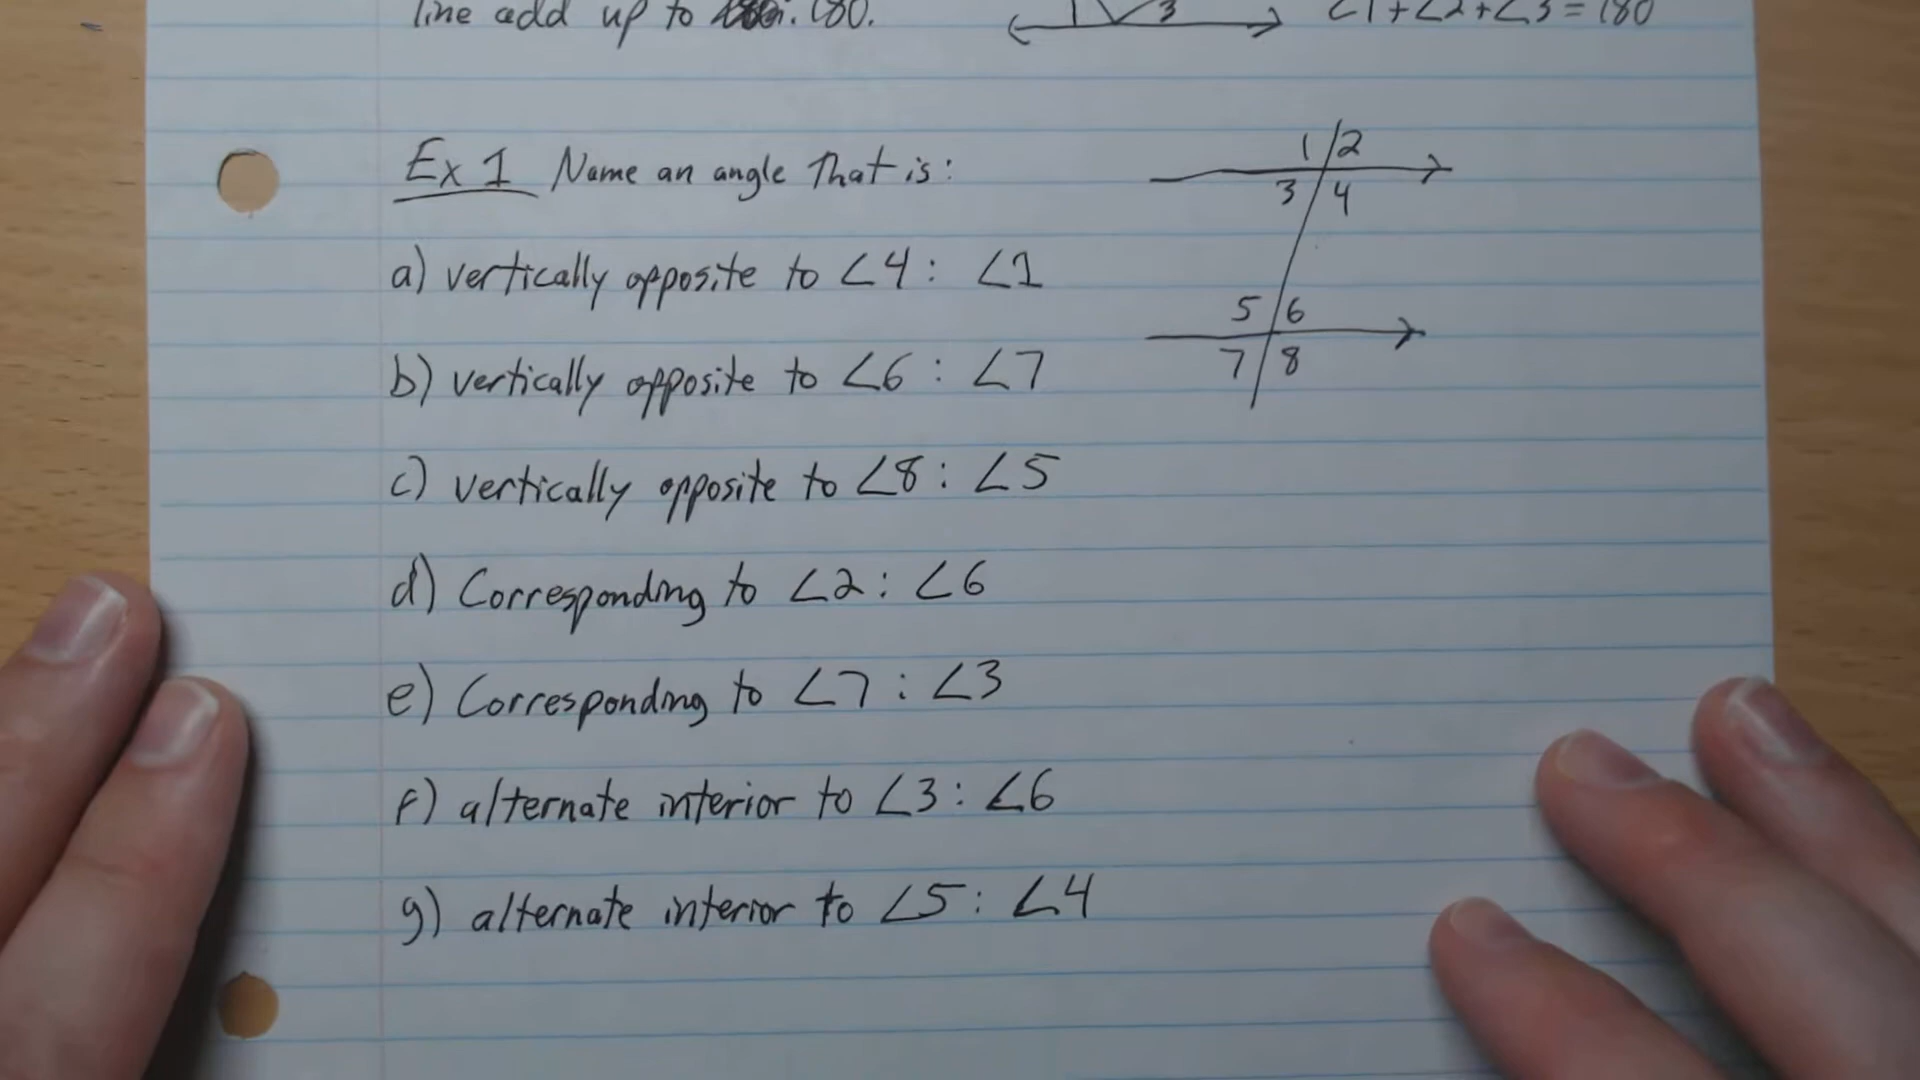 line add up to 180.
1 3
∠1+∠2+∠3=180
Ex 1 Name an angle that is:
1 2
3 4
a) vertically opposite to ∠4: ∠1
5 6
b) vertically opposite to ∠6: ∠7
7 8
c) vertically opposite to ∠8: ∠5
d) Corresponding to ∠2: ∠6
e) Corresponding to ∠7: ∠3
f) alternate interior to ∠3: ∠6
g) alternate interior to ∠5: ∠4